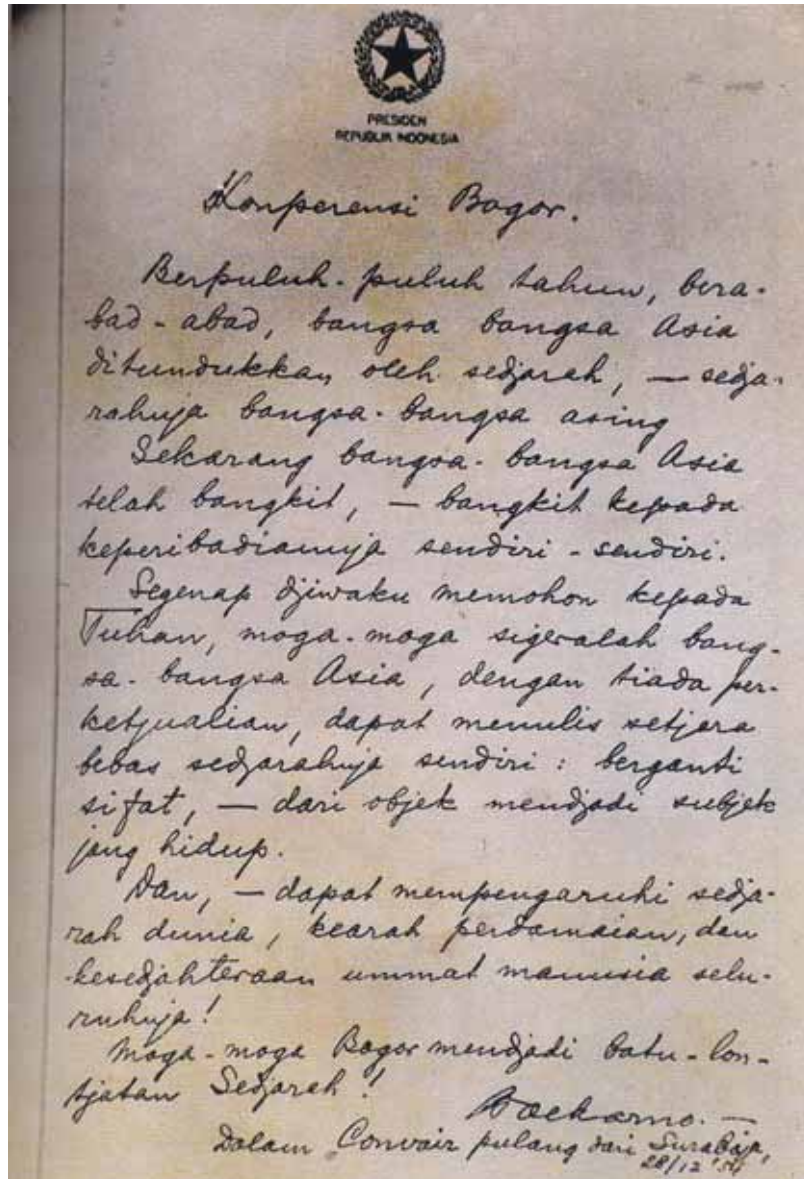 PRESIDEN
REPUBLIK INDONESIA
Konperensi Bogor.
Berpuluh-puluh tahun, bera-
bad-abad, bangsa bangsa Asia
ditundukkan oleh sedjarah, — sedja-
rahnja bangsa-bangsa asing
Sekarang bangsa-bangsa Asia
telah bangkit, — bangkit kepada
keperibadiannja sendiri-sendiri.
Segenap djiwaku memohon kepada
Tuhan, moga-moga sigeralah bang-
sa-bangsa Asia, dengan tiada per-
ketjualian, dapat menulis setjara
bebas sedjarahnja sendiri: berganti
sifat, — dari objek mendjadi subjek
jang hidup.
Dan, — dapat mempengaruhi sedja-
rah dunia, kearah perdamaian, dan
kesedjahteraan ummat manusia selu-
ruhnja!
Moga-moga Bogor mendjadi batu-lon-
tjatan Sedjarah!
Soekarno. —
Dalam Convair pulang dari Surabaja,
28/12 '54